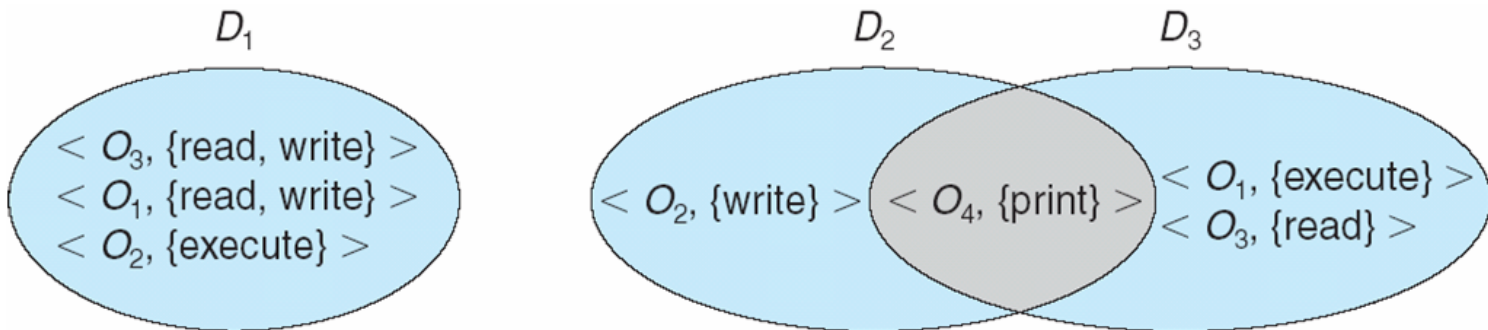 D₁
D₂
D₃
< O₃, {read, write} >
< O₁, {read, write} >
< O₂, {execute} >
< O₂, {write} >
< O₄, {print} >
< O₁, {execute} >
< O₃, {read} >